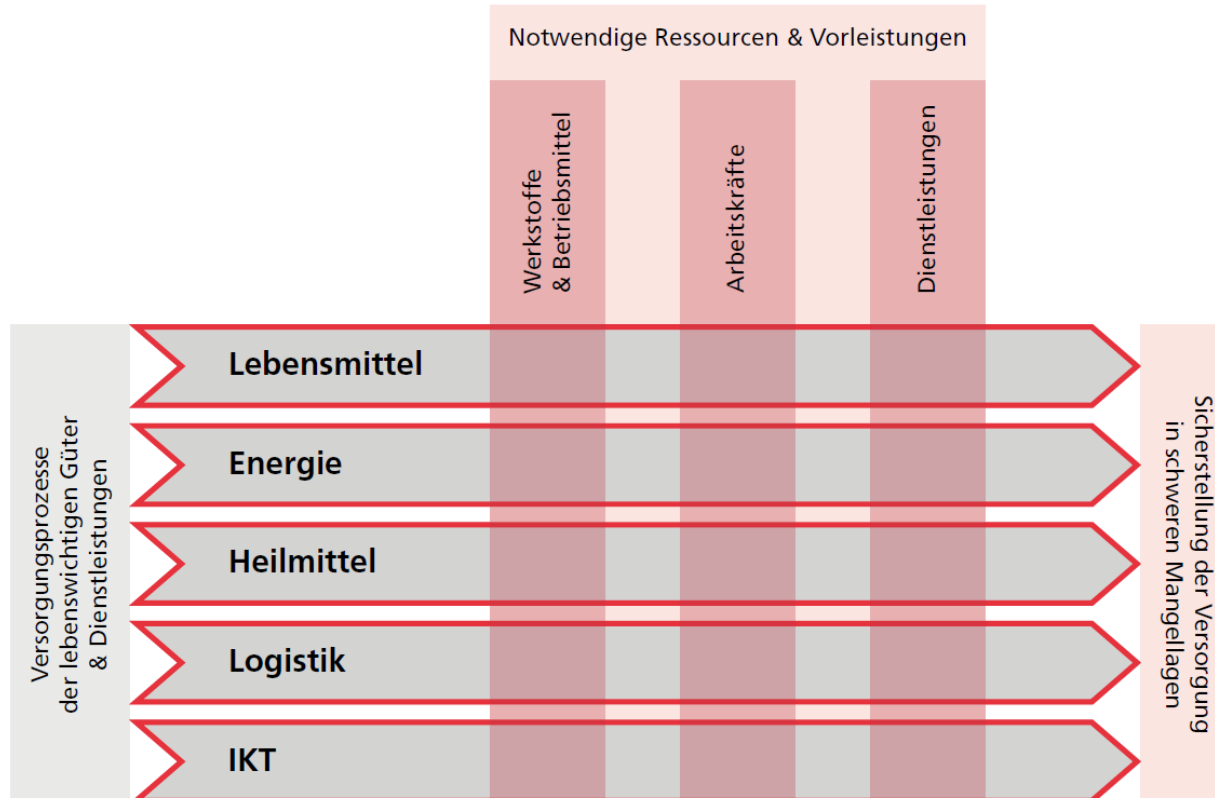 Notwendige Ressourcen & Vorleistungen
Werkstoffe
& Betriebsmittel
Arbeitskräfte
Dienstleistungen
Versorgungsprozesse
der lebenswichtigen Güter
& Dienstleistungen
Lebensmittel
Energie
Heilmittel
Logistik
IKT
Sicherstellung der Versorgung
in schweren Mangellagen